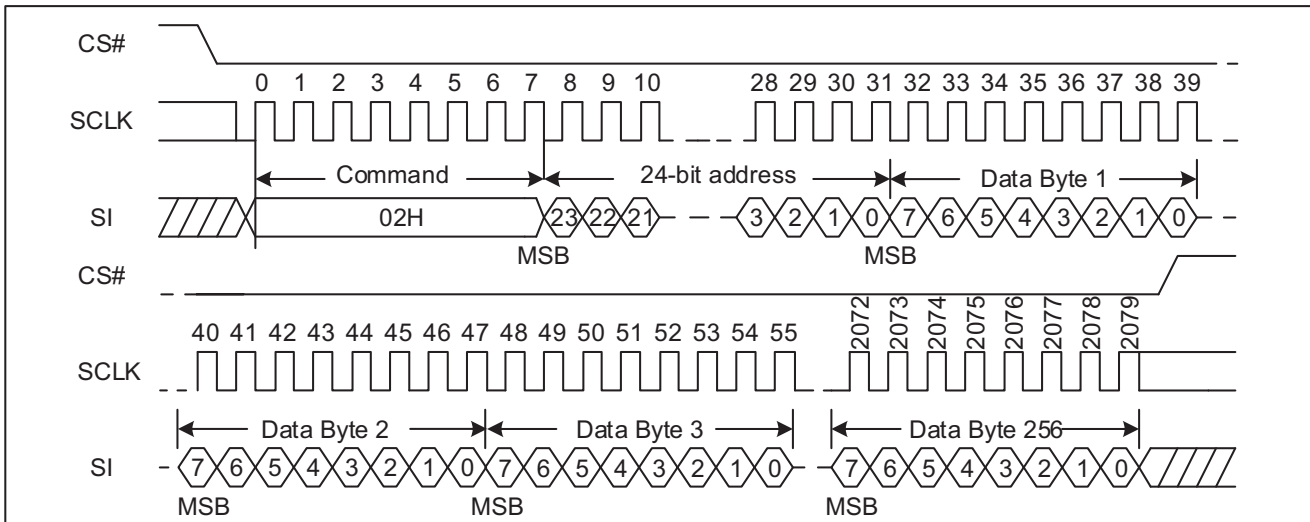 CS#
0 1 2 3 4 5 6 7 8 9 10 28 29 30 31 32 33 34 35 36 37 38 39
SCLK
Command 24-bit address Data Byte 1
SI 02H 23 22 21 3 2 1 0 7 6 5 4 3 2 1 0
MSB MSB
CS#
40 41 42 43 44 45 46 47 48 49 50 51 52 53 54 55 2072 2073 2074 2075 2076 2077 2078 2079
SCLK
Data Byte 2 Data Byte 3 Data Byte 256
SI 7 6 5 4 3 2 1 0 7 6 5 4 3 2 1 0 7 6 5 4 3 2 1 0
MSB MSB MSB